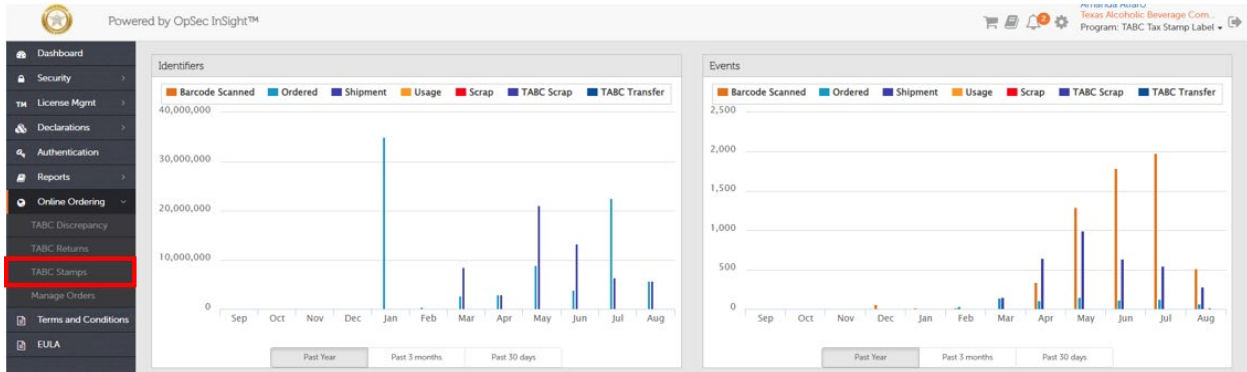 Powered by OpSec InSight™
Amanda Alfaro
Texas Alcoholic Beverage Com...
Program: TABC Tax Stamp Label
2
Dashboard
Security
TM License Mgmt
Declarations
Authentication
Reports
Online Ordering
TABC Discrepancy
TABC Returns
TABC Stamps
Manage Orders
Terms and Conditions
EULA
Identifiers
Barcode Scanned Ordered Shipment Usage Scrap TABC Scrap TABC Transfer
40,000,000
30,000,000
20,000,000
10,000,000
0
Sep Oct Nov Dec Jan Feb Mar Apr May Jun Jul Aug
Past Year Past 3 months Past 30 days
Events
Barcode Scanned Ordered Shipment Usage Scrap TABC Scrap TABC Transfer
2,500
2,000
1,500
1,000
500
0
Sep Oct Nov Dec Jan Feb Mar Apr May Jun Jul Aug
Past Year Past 3 months Past 30 days